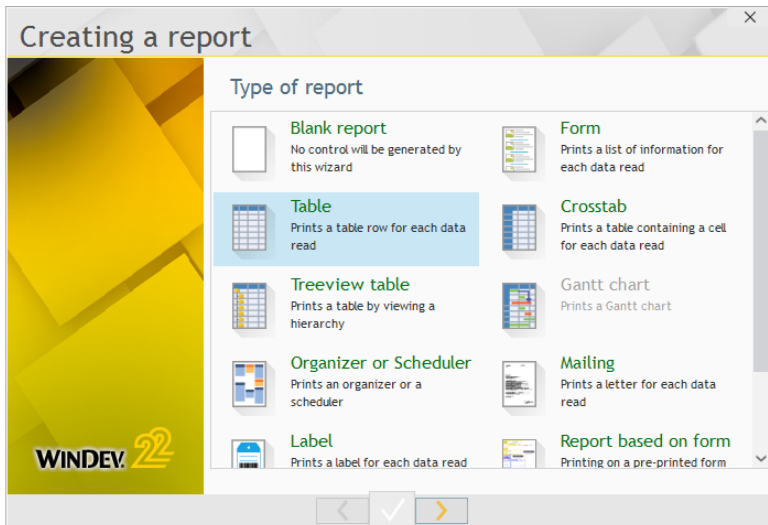 Creating a report
Type of report
Blank report
No control will be generated by
this wizard
Form
Prints a list of information for
each data read
Table
Prints a table row for each data
read
Crosstab
Prints a table containing a cell
for each data read
Treeview table
Prints a table by viewing a
hierarchy
Gantt chart
Prints a Gantt chart
Organizer or Scheduler
Prints an organizer or a
scheduler
Mailing
Prints a letter for each data
read
Label
Prints a label for each data read
Report based on form
Printing on a pre-printed form
WINDEV. 22